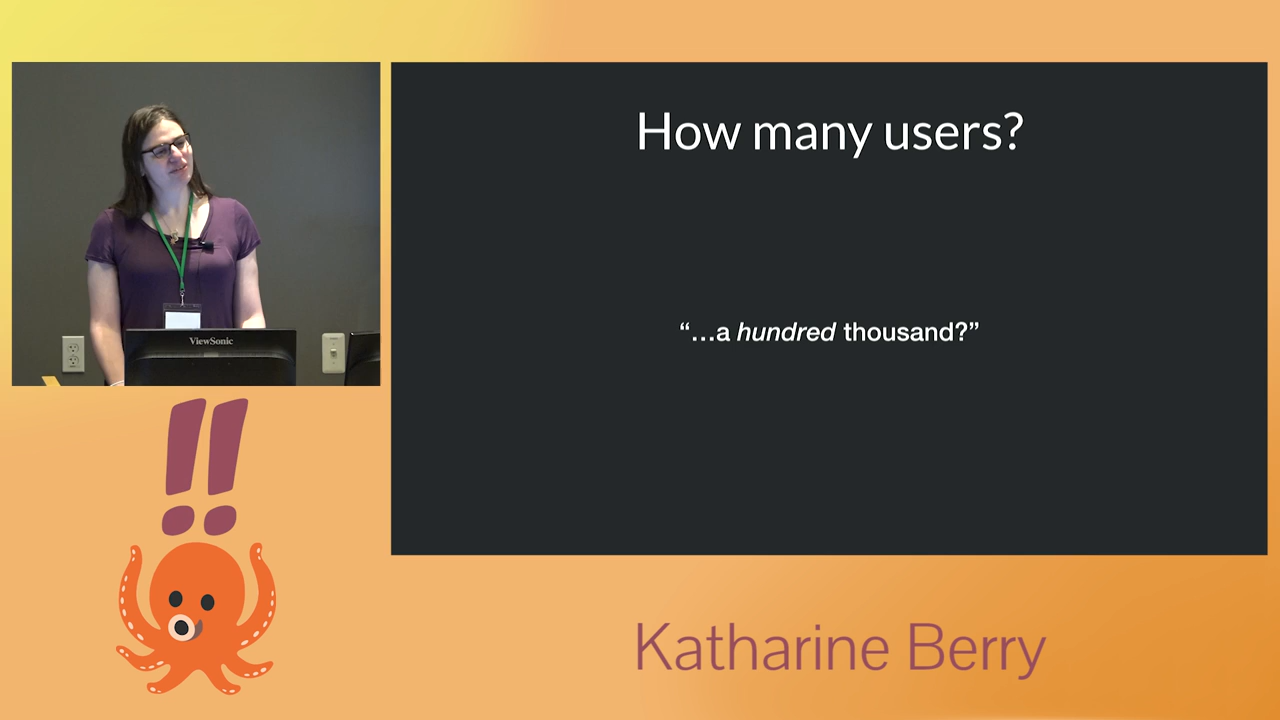 How many users?
“…a hundred thousand?”
ViewSonic
!!
Katharine Berry